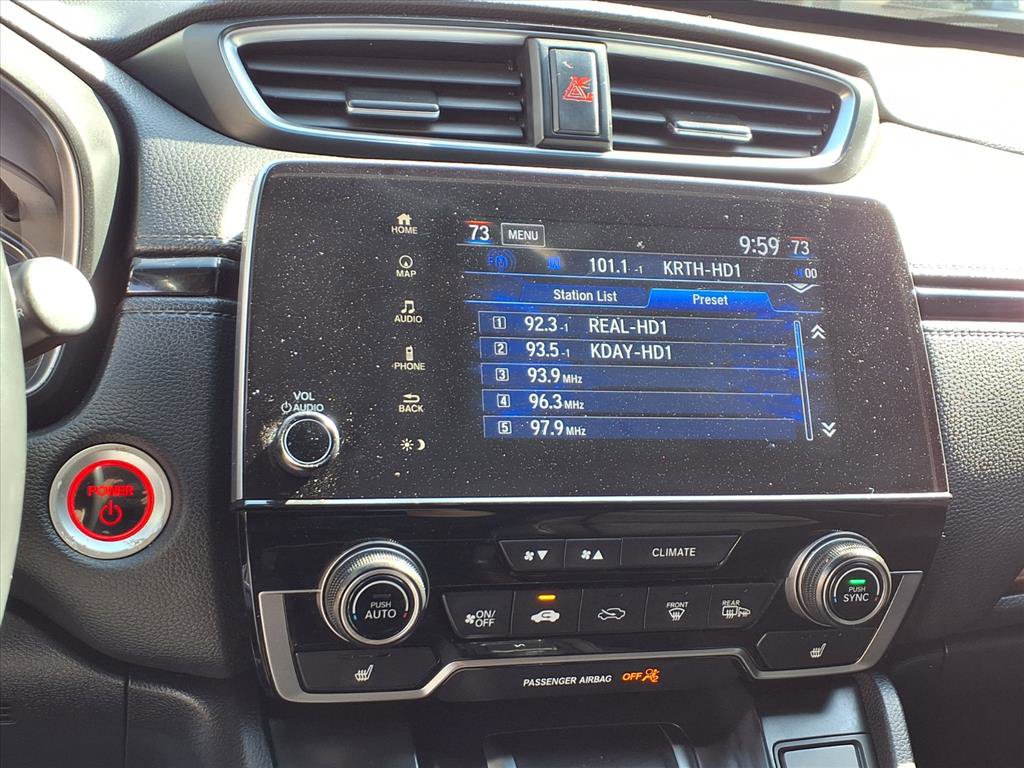 HOME
MAP
AUDIO
PHONE
BACK
VOL
AUDIO
73 MENU 9:59 73
101.1 -1 KRTH-HD1 00
Station List Preset
1 92.3 -1 REAL-HD1
2 93.5 -1 KDAY-HD1
3 93.9 MHz
4 96.3 MHz
5 97.9 MHz
POWER
CLIMATE
PUSH AUTO
ON/OFF
FRONT
REAR
PUSH SYNC
PASSENGER AIRBAG OFF